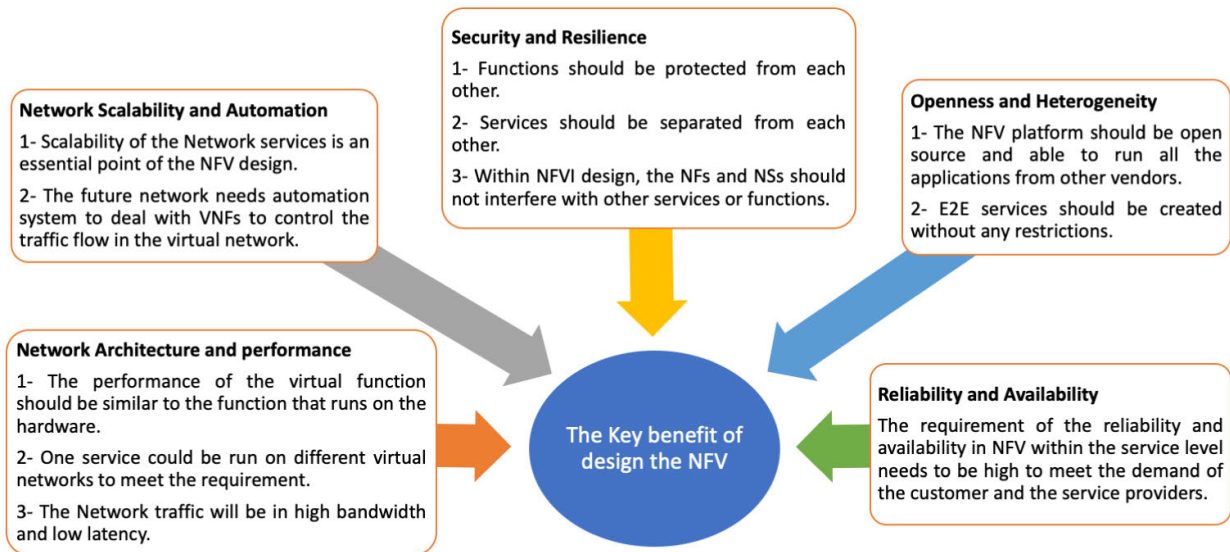 Security and Resilience
1- Functions should be protected from each
other.
2- Services should be separated from each
other.
3- Within NFVI design, the NFs and NSs should
not interfere with other services or functions.
Network Scalability and Automation
1- Scalability of the Network services is an
essential point of the NFV design.
2- The future network needs automation
system to deal with VNFs to control the
traffic flow in the virtual network.
Openness and Heterogeneity
1- The NFV platform should be open
source and able to run all the
applications from other vendors.
2- E2E services should be created
without any restrictions.
Network Architecture and performance
1- The performance of the virtual function
should be similar to the function that runs on the
hardware.
2- One service could be run on different virtual
networks to meet the requirement.
3- The Network traffic will be in high bandwidth
and low latency.
The Key benefit of
design the NFV
Reliability and Availability
The requirement of the reliability and
availability in NFV within the service level
needs to be high to meet the demand of
the customer and the service providers.